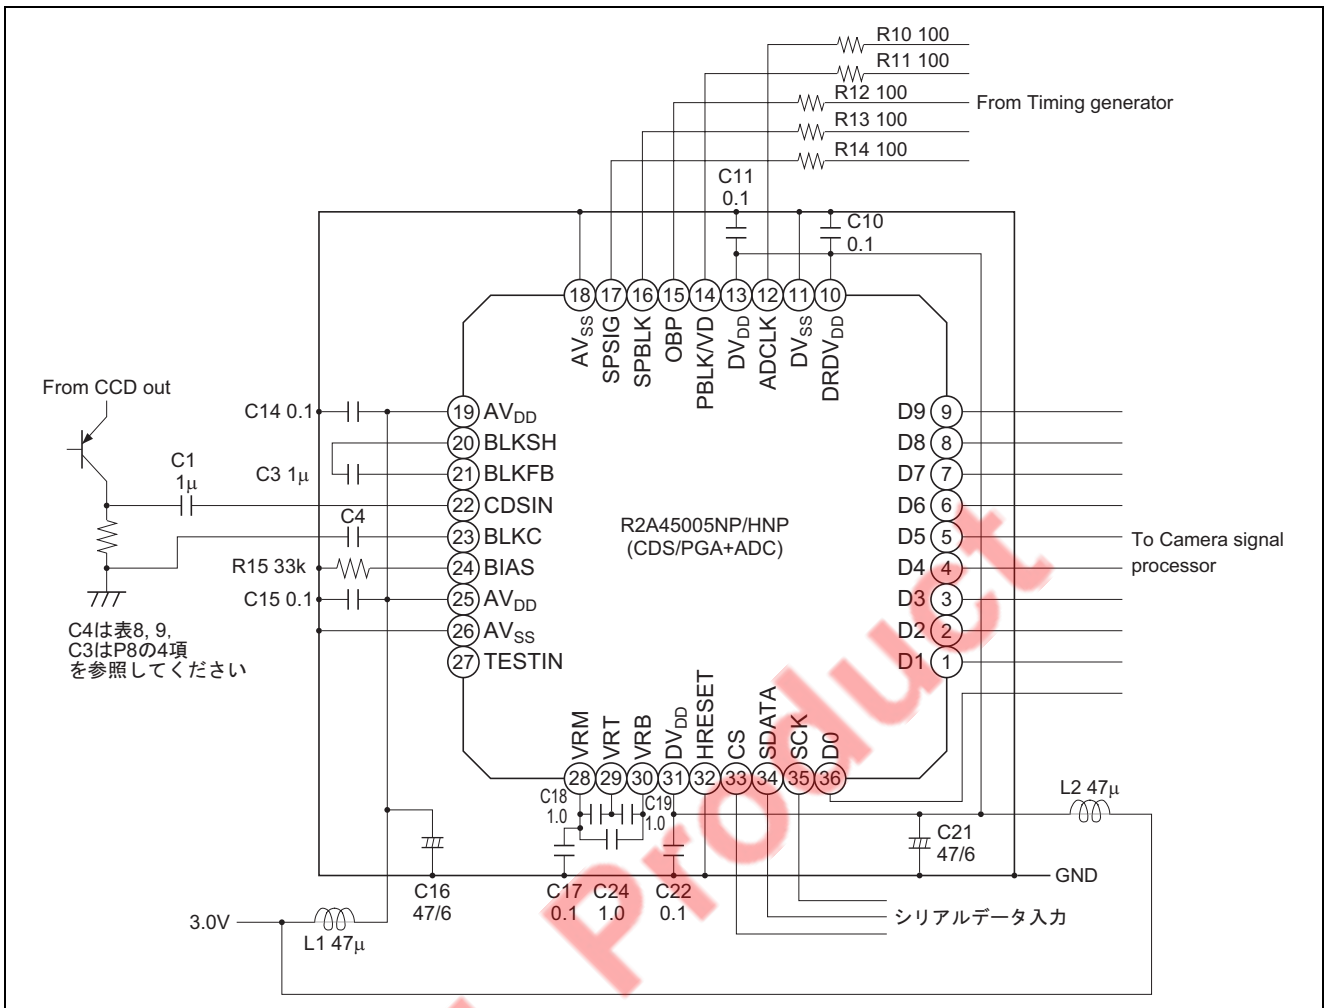 R10 100
R11 100
R12 100
From Timing generator
R13 100
R14 100
C11
0.1
C10
0.1
18 17 16 15 14 13 12 11 10
AVSS
SPSIG
SPBLK
OBP
PBLK/VD
DVDD
ADCLK
DVSS
DRDVDD
From CCD out
C1
1μ
C14 0.1
C3 1μ
C4
R15 33k
C15 0.1
C4は表8, 9,
C3はP8の4項
を参照してください
19 AVDD
20 BLKSH
21 BLKFB
22 CDSIN
23 BLKC
24 BIAS
25 AVDD
26 AVSS
27 TESTIN
R2A45005NP/HNP
(CDS/PGA+ADC)
D9 9
D8 8
D7 7
D6 6
D5 5
D4 4
D3 3
D2 2
D1 1
To Camera signal
processor
VRM
VRT
VRB
DVDD
HRESET
CS
SDATA
SCK
D0
28 29 30 31 32 33 34 35 36
C18
1.0
C19
1.0
L2 47μ
C21
47/6
GND
C16
47/6
C17
0.1
C24
1.0
C22
0.1
シリアルデータ入力
3.0V
L1 47μ
Product